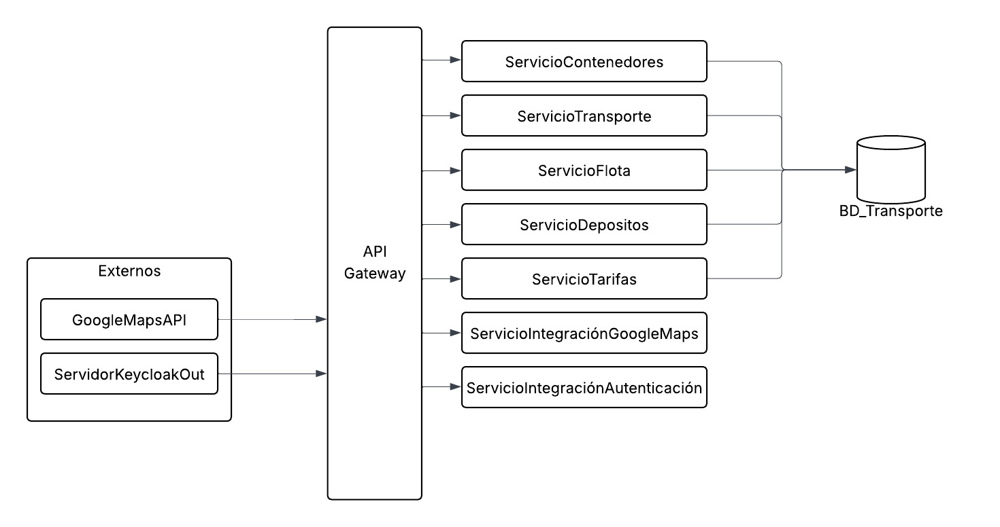 Externos
GoogleMapsAPI
ServidorKeycloakOut
API
Gateway
ServicioContenedores
ServicioTransporte
ServicioFlota
ServicioDepositos
ServicioTarifas
ServicioIntegraciónGoogleMaps
ServicioIntegraciónAutenticación
BD_Transporte